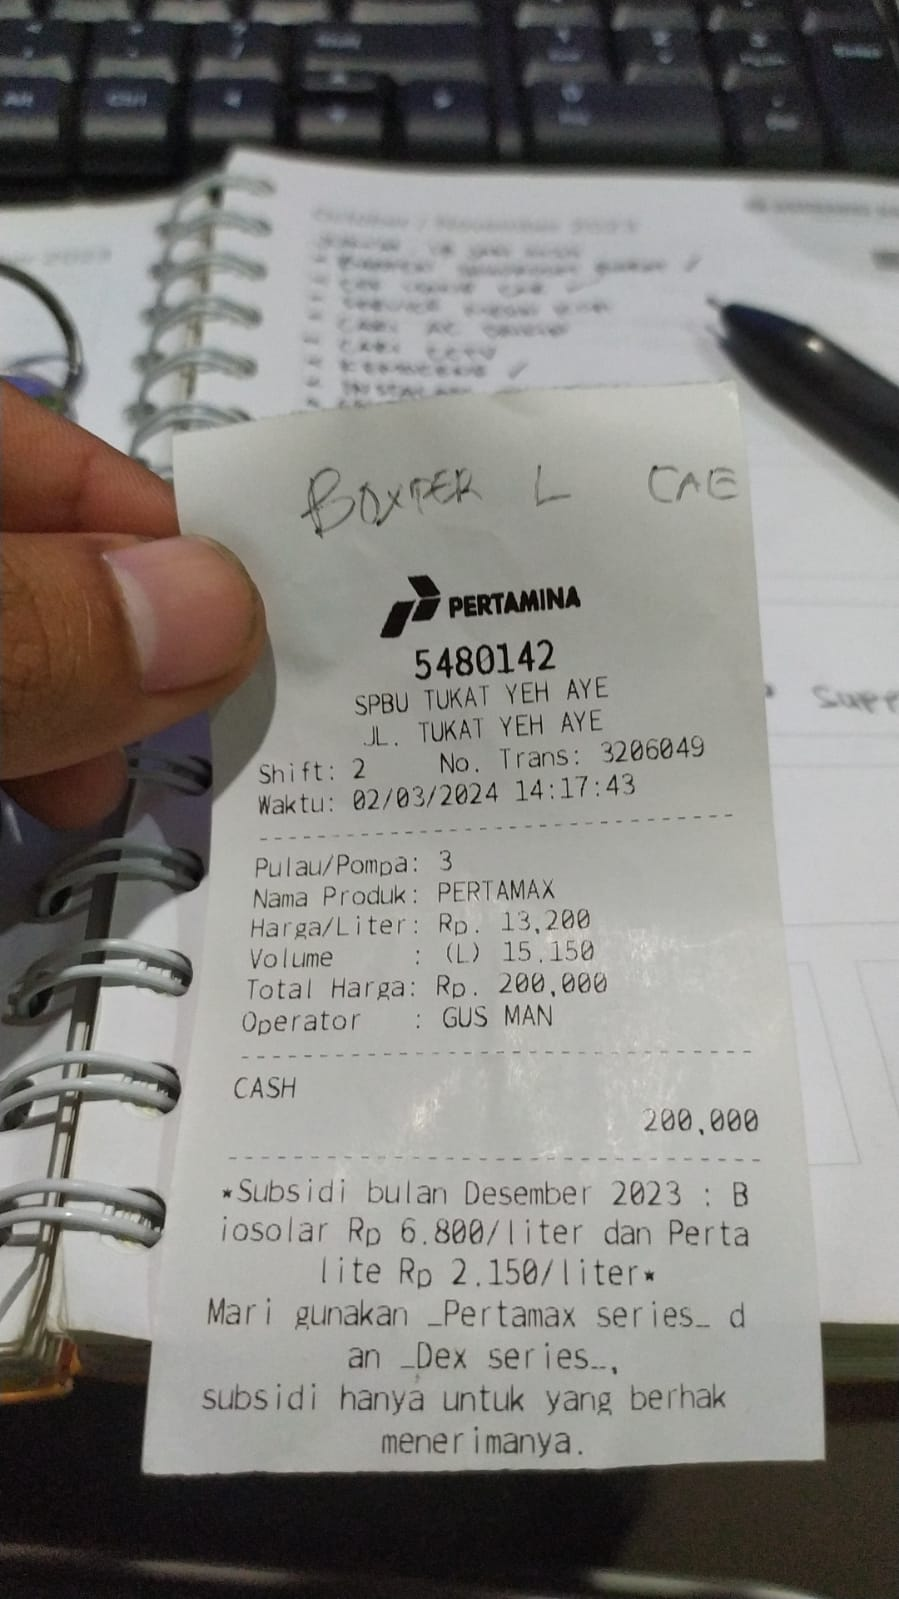 BOXPER L CAE
PERTAMINA
5480142
SPBU TUKAT YEH AYE
JL. TUKAT YEH AYE
Shift: 2 No. Trans: 3206049
Waktu: 02/03/2024 14:17:43
Pulau/Pompa: 3
Nama Produk: PERTAMAX
Harga/Liter: Rp. 13,200
Volume : (L) 15.150
Total Harga: Rp. 200,000
Operator : GUS MAN
CASH
200,000
*Subsidi bulan Desember 2023 : B
iosolar Rp 6.800/liter dan Perta
lite Rp 2.150/liter*
Mari gunakan _Pertamax series_ d
an _Dex series_,
subsidi hanya untuk yang berhak
menerimanya.